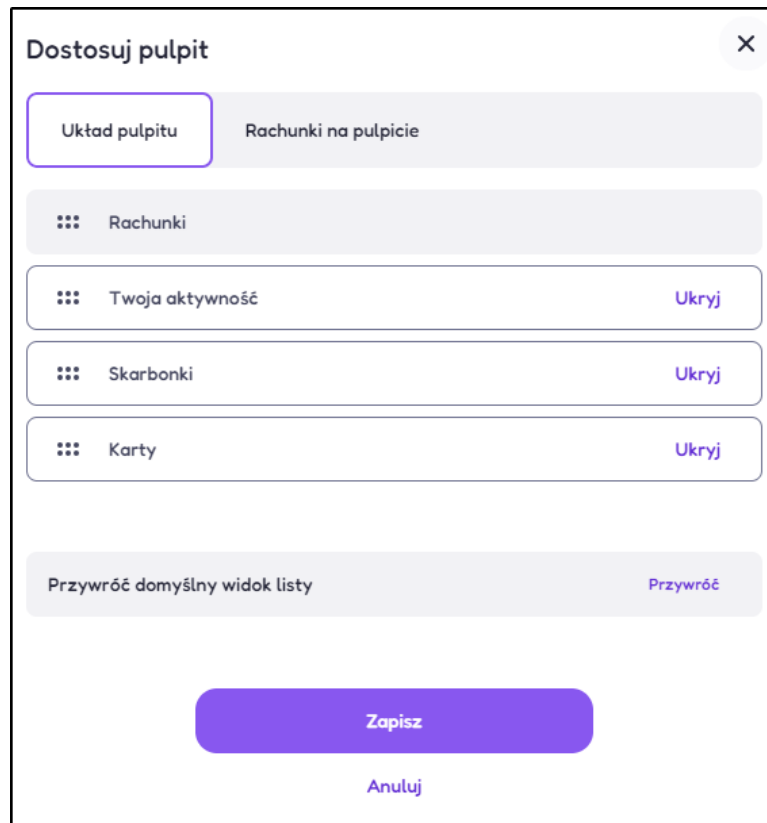 Dostosuj pulpit
Układ pulpitu Rachunki na pulpicie
Rachunki
Twoja aktywność Ukryj
Skarbonki Ukryj
Karty Ukryj
Przywróć domyślny widok listy Przywróć
Zapisz
Anuluj